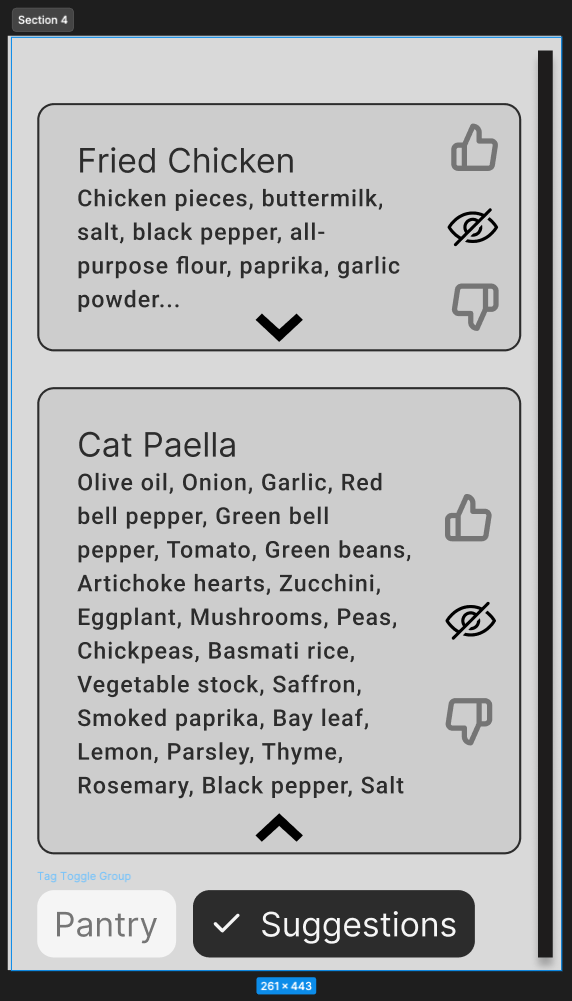 Section 4
Fried Chicken
Chicken pieces, buttermilk,
salt, black pepper, all-
purpose flour, paprika, garlic
powder...
Cat Paella
Olive oil, Onion, Garlic, Red
bell pepper, Green bell
pepper, Tomato, Green beans,
Artichoke hearts, Zucchini,
Eggplant, Mushrooms, Peas,
Chickpeas, Basmati rice,
Vegetable stock, Saffron,
Smoked paprika, Bay leaf,
Lemon, Parsley, Thyme,
Rosemary, Black pepper, Salt
Tag Toggle Group
Pantry
Suggestions
261 × 443